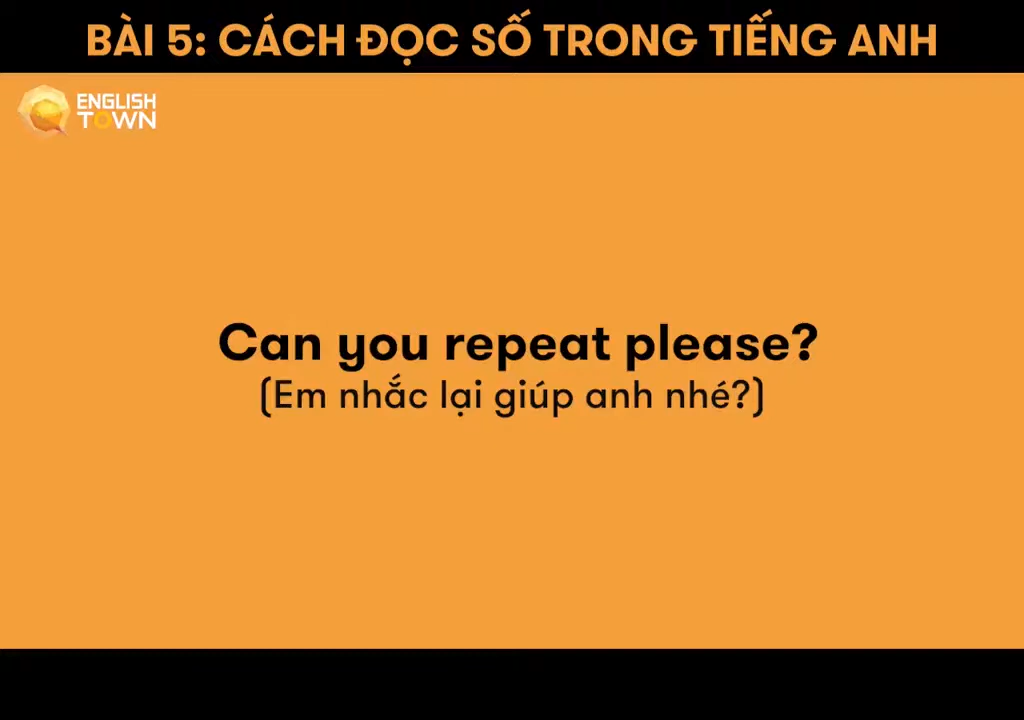 BÀI 5: CÁCH ĐỌC SỐ TRONG TIẾNG ANH
ENGLISH
TOWN
Can you repeat please?
(Em nhắc lại giúp anh nhé?)